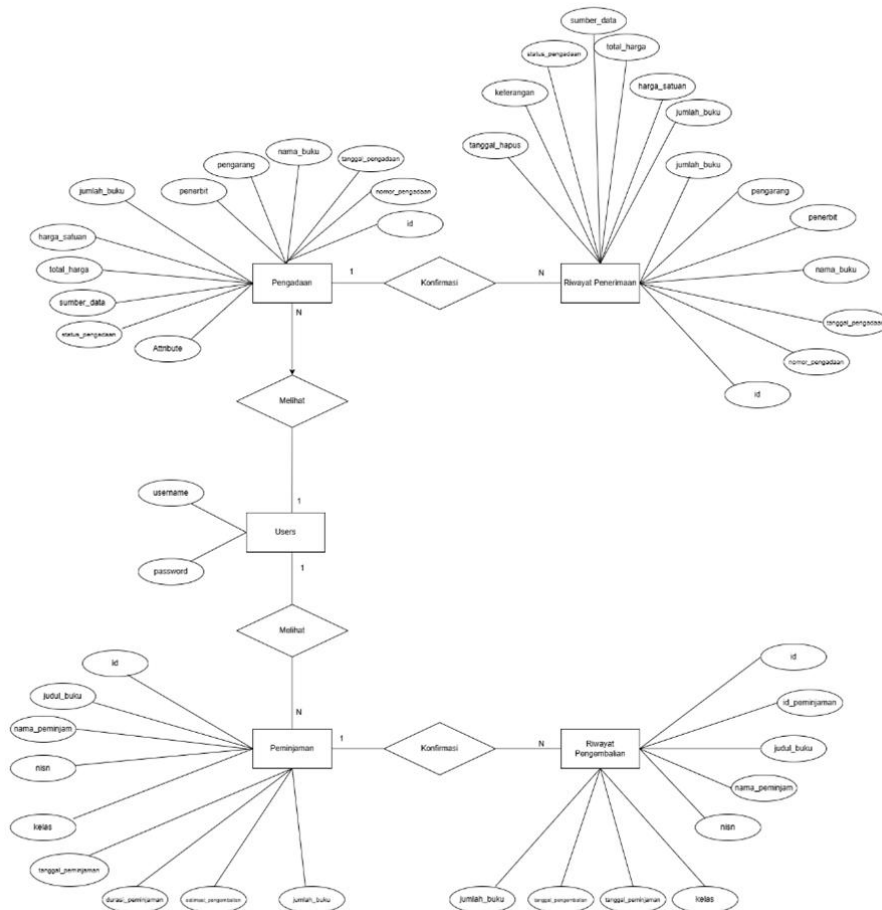 sumber_data
status_pengadaan
total_harga
keterangan
harga_satuan
jumlah_buku
tanggal_hapus
nama_buku
tanggal_pengadaan
pengarang
penerbit
nomor_pengadaan
jumlah_buku
id
jumlah_buku
pengarang
penerbit
nama_buku
tanggal_pengadaan
nomor_pengadaan
id
harga_satuan
total_harga
sumber_data
status_pengadaan
Attribute
Pengadaan
1
Konfirmasi
N
Riwayat Penerimaan
N
Melihat
1
username
Users
password
1
Melihat
N
id
judul_buku
nama_peminjam
nisn
kelas
tanggal_peminjaman
durasi_peminjaman
estimasi_pengembalian
jumlah_buku
Peminjaman
1
Konfirmasi
N
Riwayat
Pengembalian
id
id_peminjaman
judul_buku
nama_peminjam
nisn
jumlah_buku
tanggal_pengembalian
tanggal_peminjaman
kelas